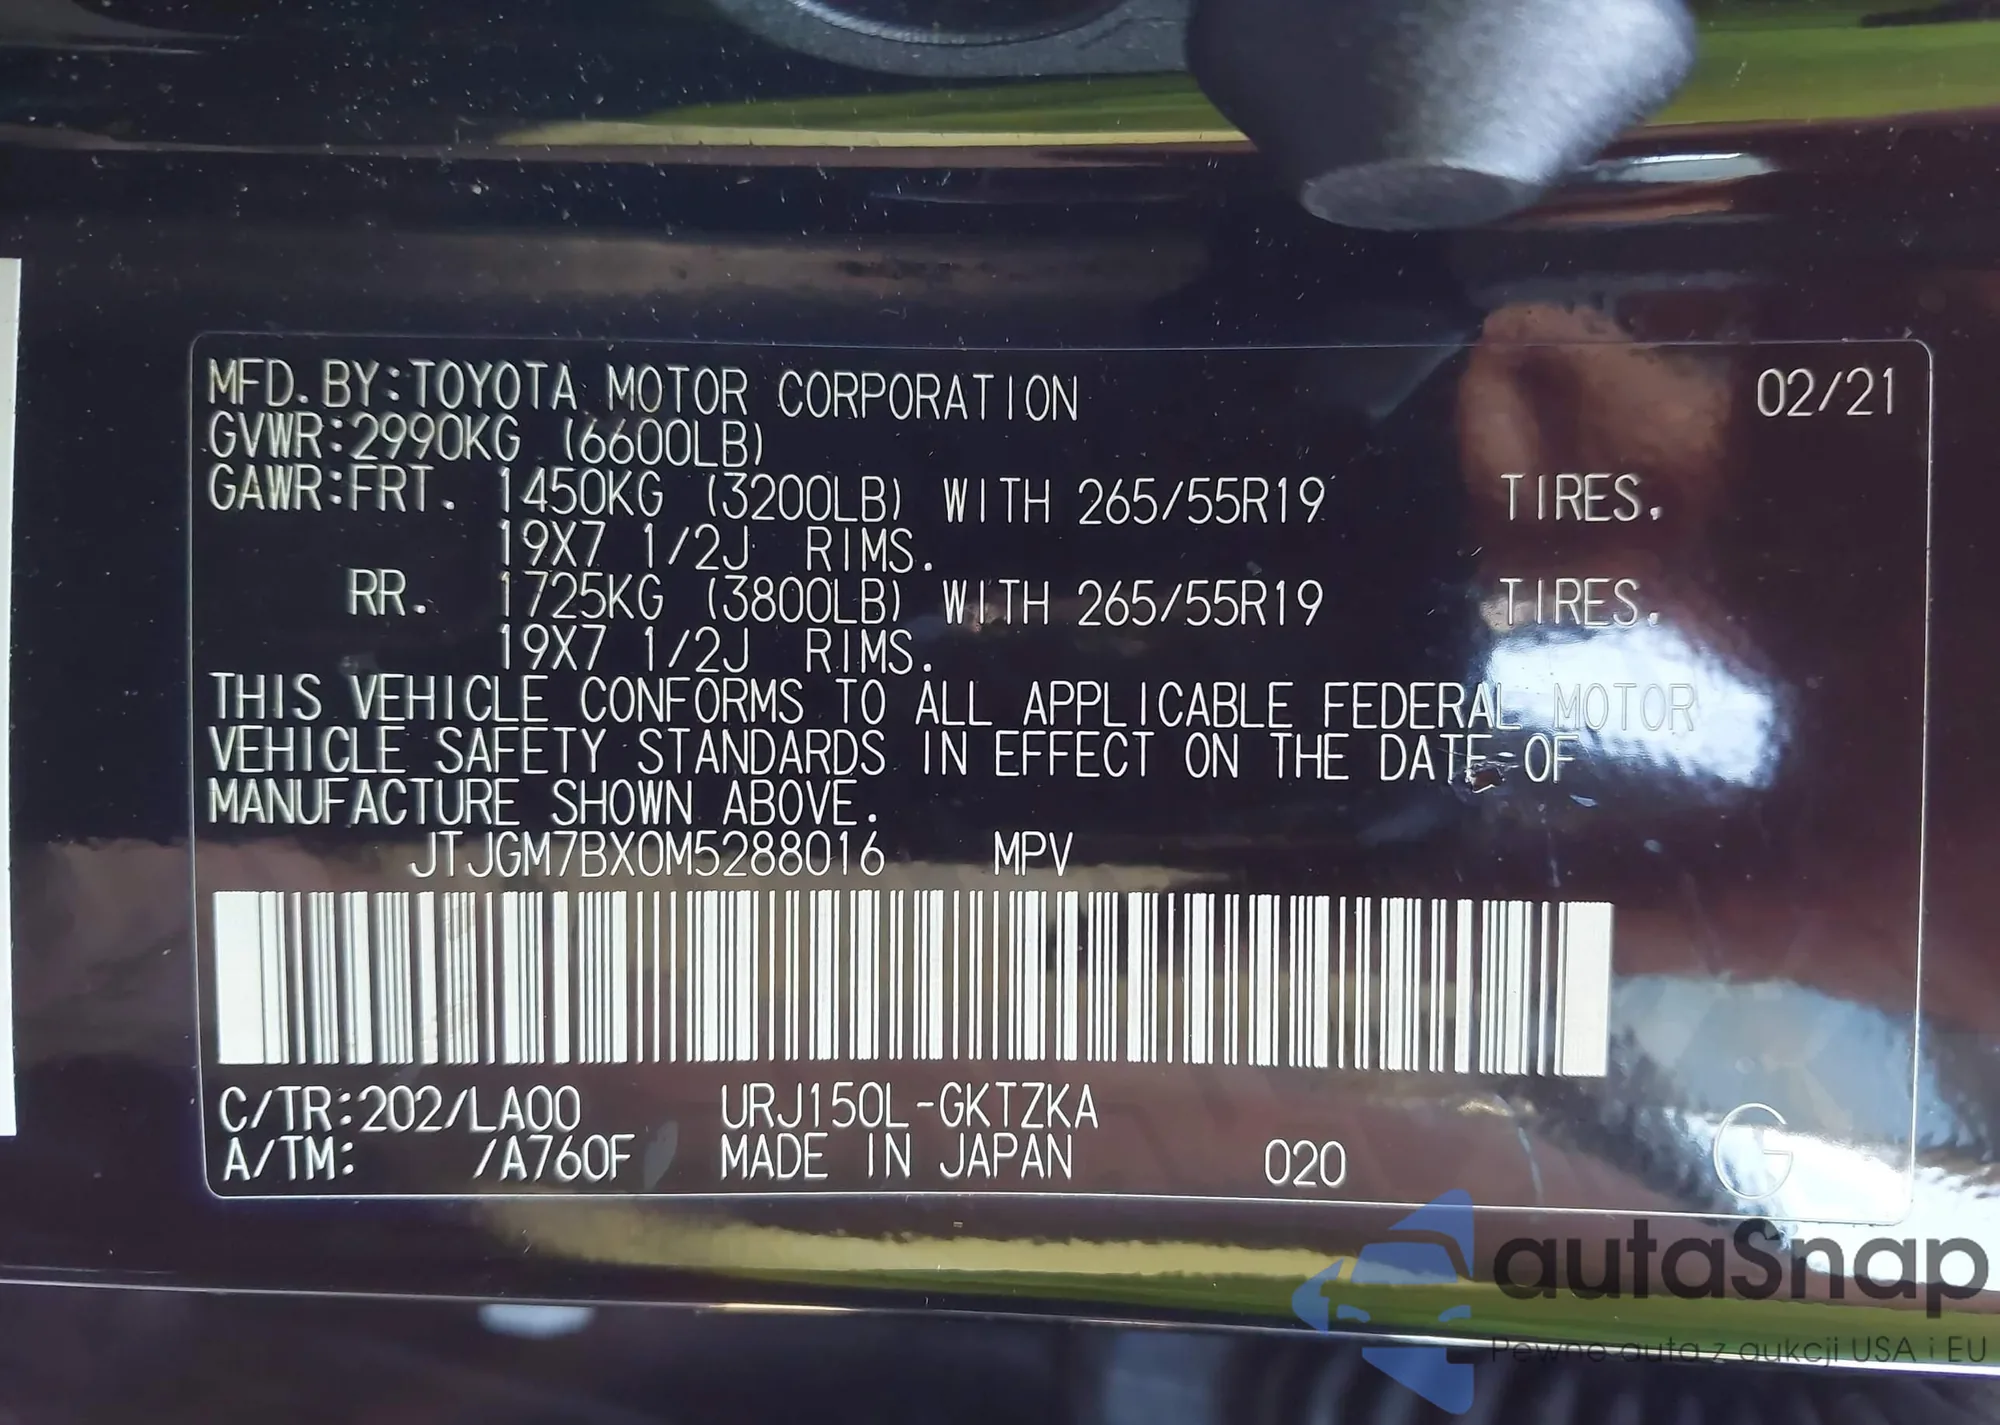 MFD.BY:TOYOTA MOTOR CORPORATION 02/21
GVWR:2990KG (6600LB)
GAWR:FRT. 1450KG (3200LB) WITH 265/55R19 TIRES.
19X7 1/2J RIMS.
RR. 1725KG (3800LB) WITH 265/55R19 TIRES.
19X7 1/2J RIMS.
THIS VEHICLE CONFORMS TO ALL APPLICABLE FEDERAL MOTOR
VEHICLE SAFETY STANDARDS IN EFFECT ON THE DATE OF
MANUFACTURE SHOWN ABOVE.
JTJGM7BX0M5288016 MPV
C/TR:202/LA00 URJ150L-GKTZKA
A/TM: /A760F MADE IN JAPAN 020 G
autaSnap
Pewne auta z aukcji USA i EU